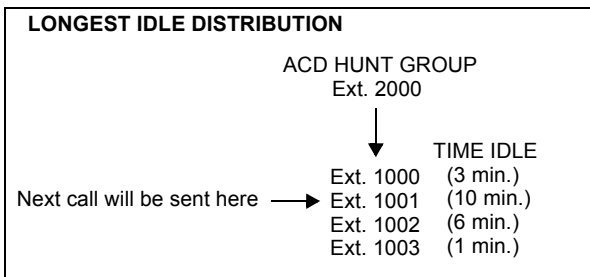 LONGEST IDLE DISTRIBUTION
ACD HUNT GROUP
Ext. 2000
TIME IDLE
Ext. 1000 (3 min.)
Next call will be sent here Ext. 1001 (10 min.)
Ext. 1002 (6 min.)
Ext. 1003 (1 min.)